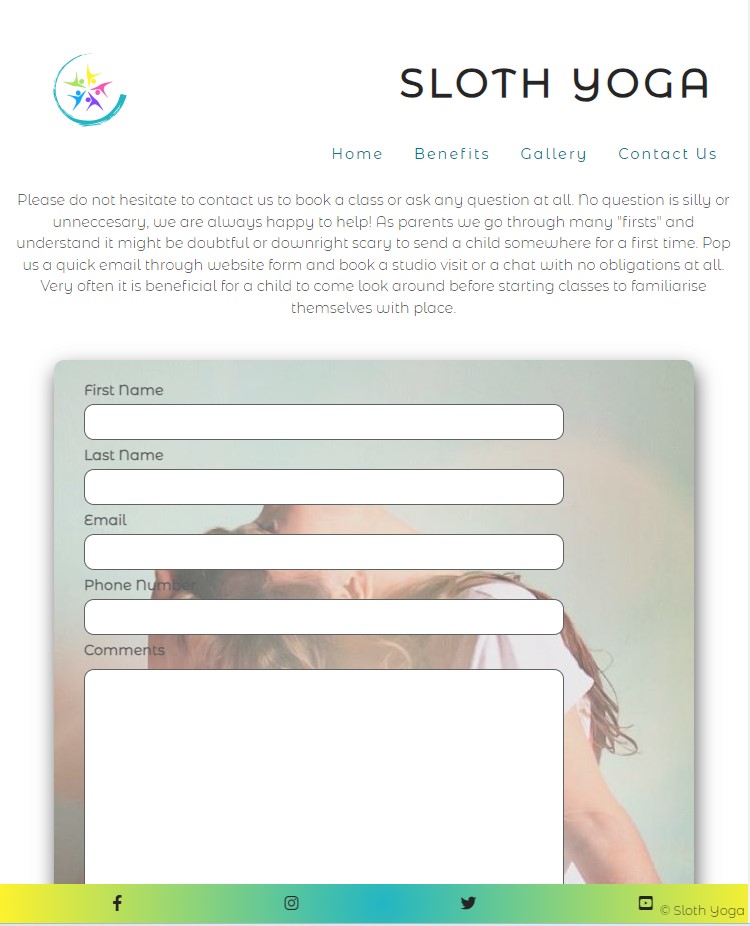 SLOTH YOGA
Home Benefits Gallery Contact Us
Please do not hesitate to contact us to book a class or ask any question at all. No question is silly or
unneccesary, we are always happy to help! As parents we go through many "firsts" and
understand it might be doubtful or downright scary to send a child somewhere for a first time. Pop
us a quick email through website form and book a studio visit or a chat with no obligations at all.
Very often it is beneficial for a child to come look around before starting classes to familiarise
themselves with place.
First Name
Last Name
Email
Phone Number
Comments
© Sloth Yoga